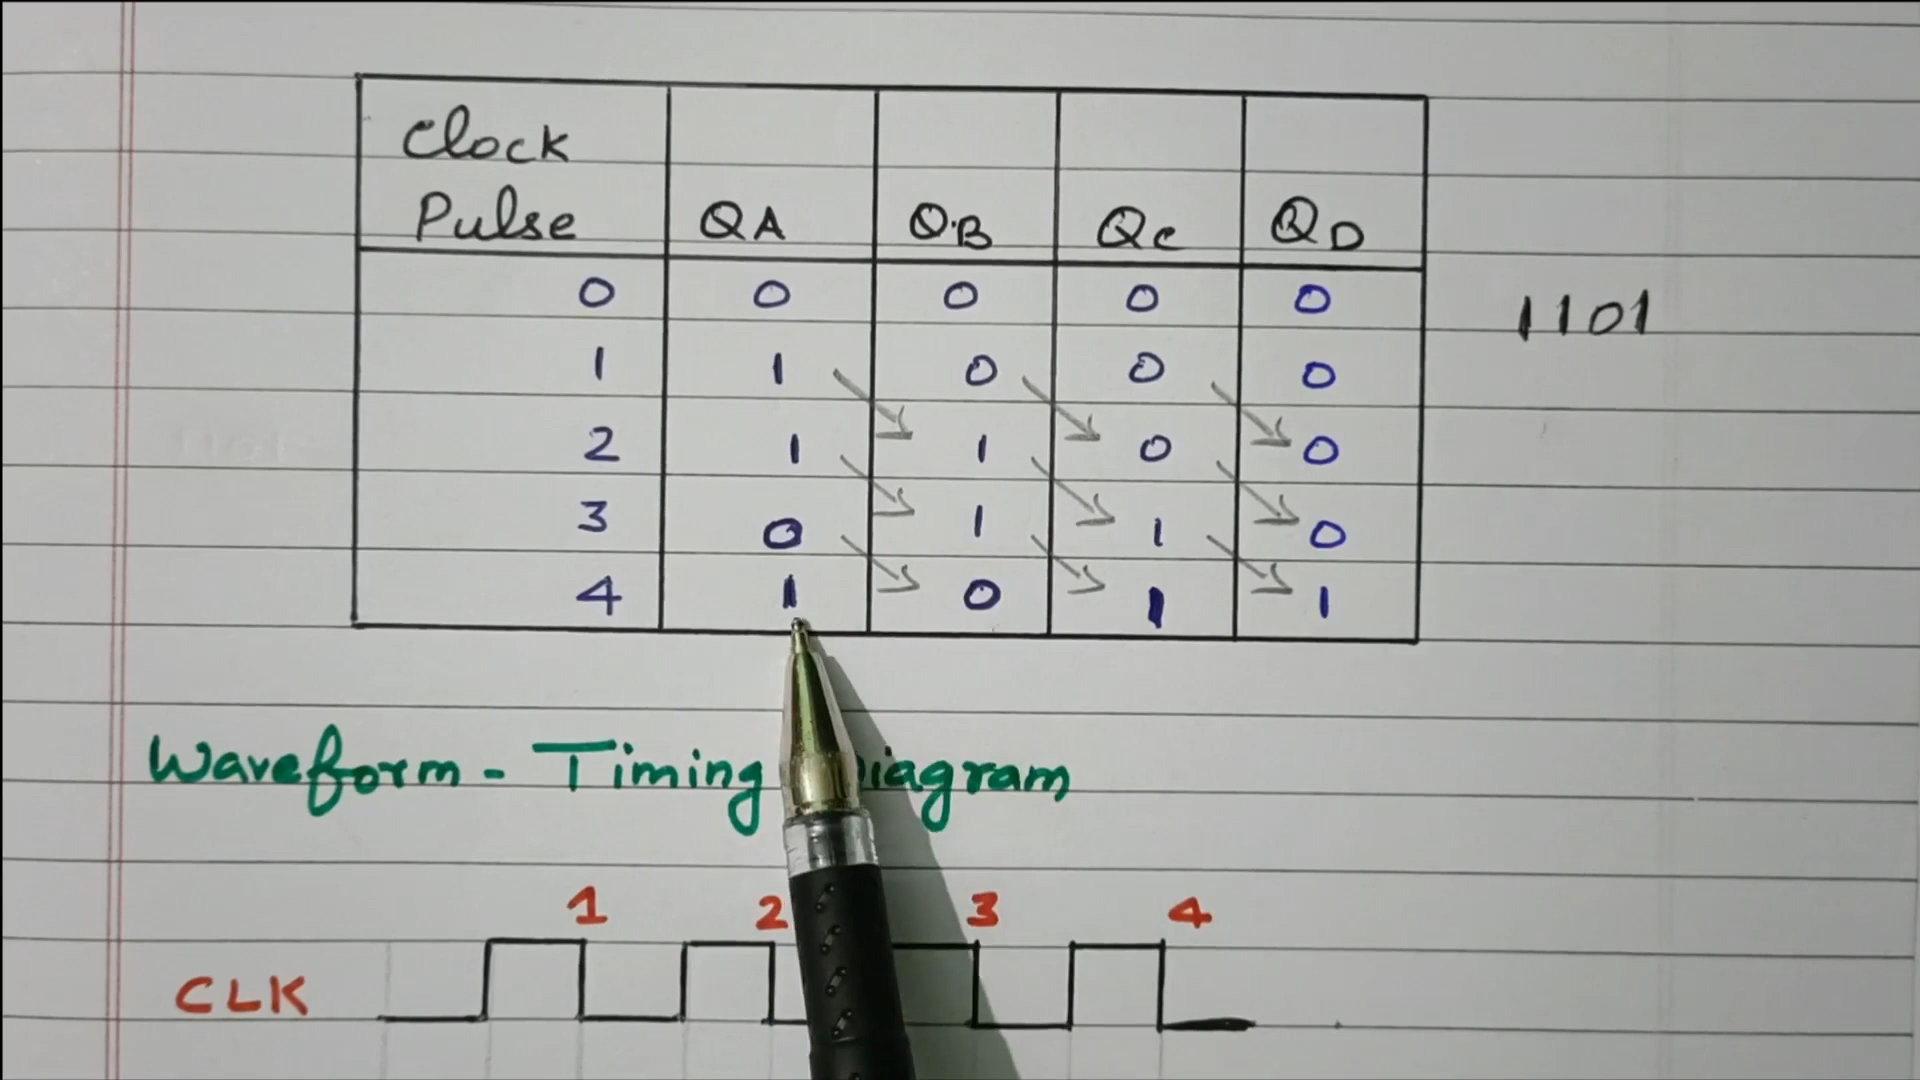 Clock
Pulse QA QB QC QD
0 0 0 0 0
1 1 0 0 0
2 1 1 0 0
3 0 1 1 0
4 1 0 1 1
1101
Waveform - Timing
1 2 3 4
CLK